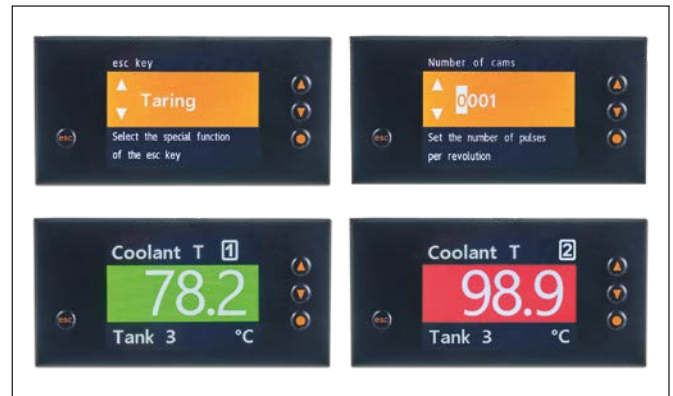 esc key
Taring
Select the special function
of the esc key
esc
Number of cams
0001
Set the number of pulses
per revolution
esc
Coolant T 1
78.2
Tank 3 °C
esc
Coolant T 2
98.9
Tank 3 °C
esc